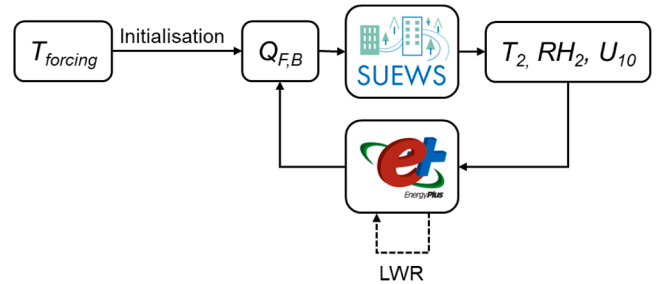 Initialisation
T_forcing
Q_F,B
SUEWS
T_2, RH_2, U_10
EnergyPlus
LWR